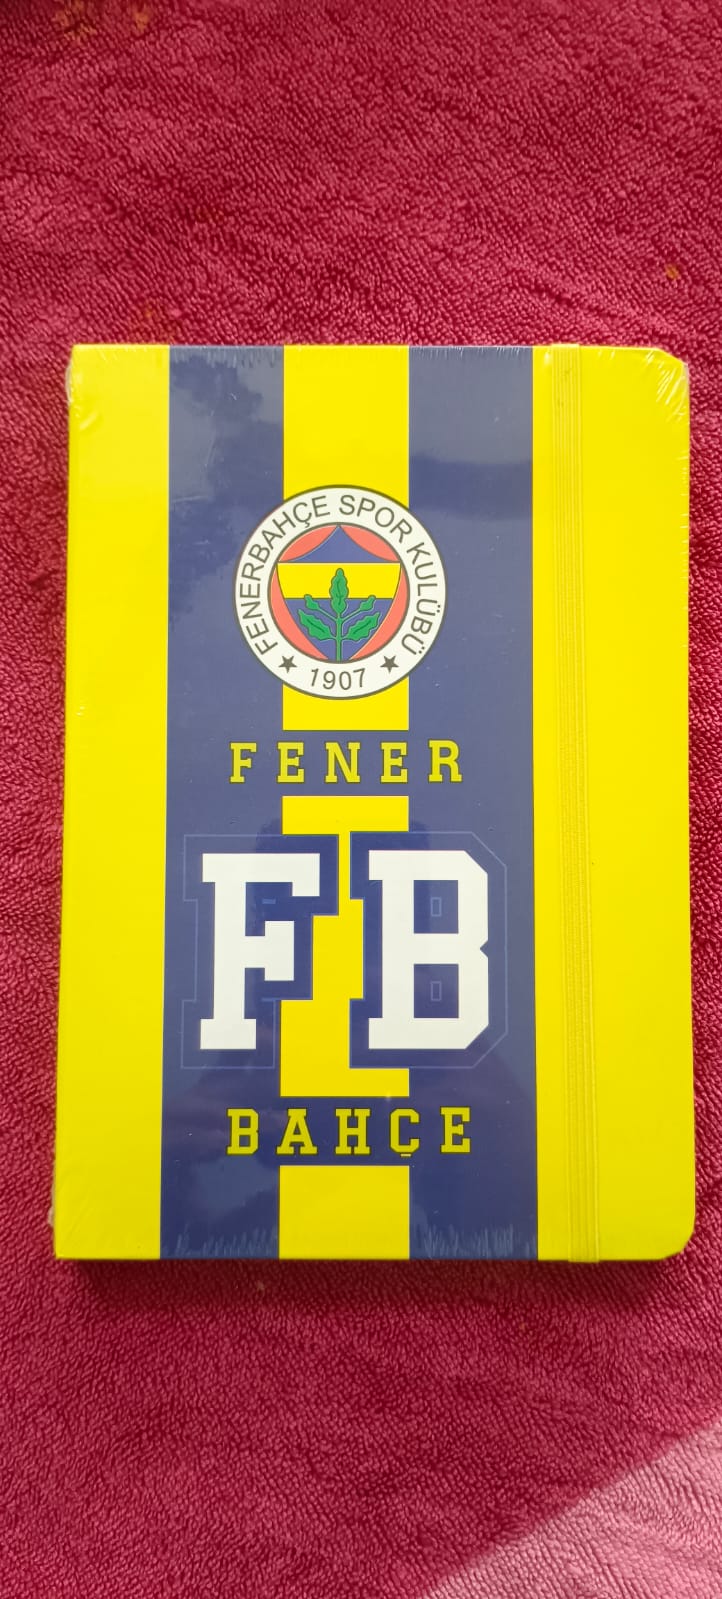 FENERBAHÇE SPOR KULÜBÜ
★ 1907 ★
FENER
FB
BAHÇE